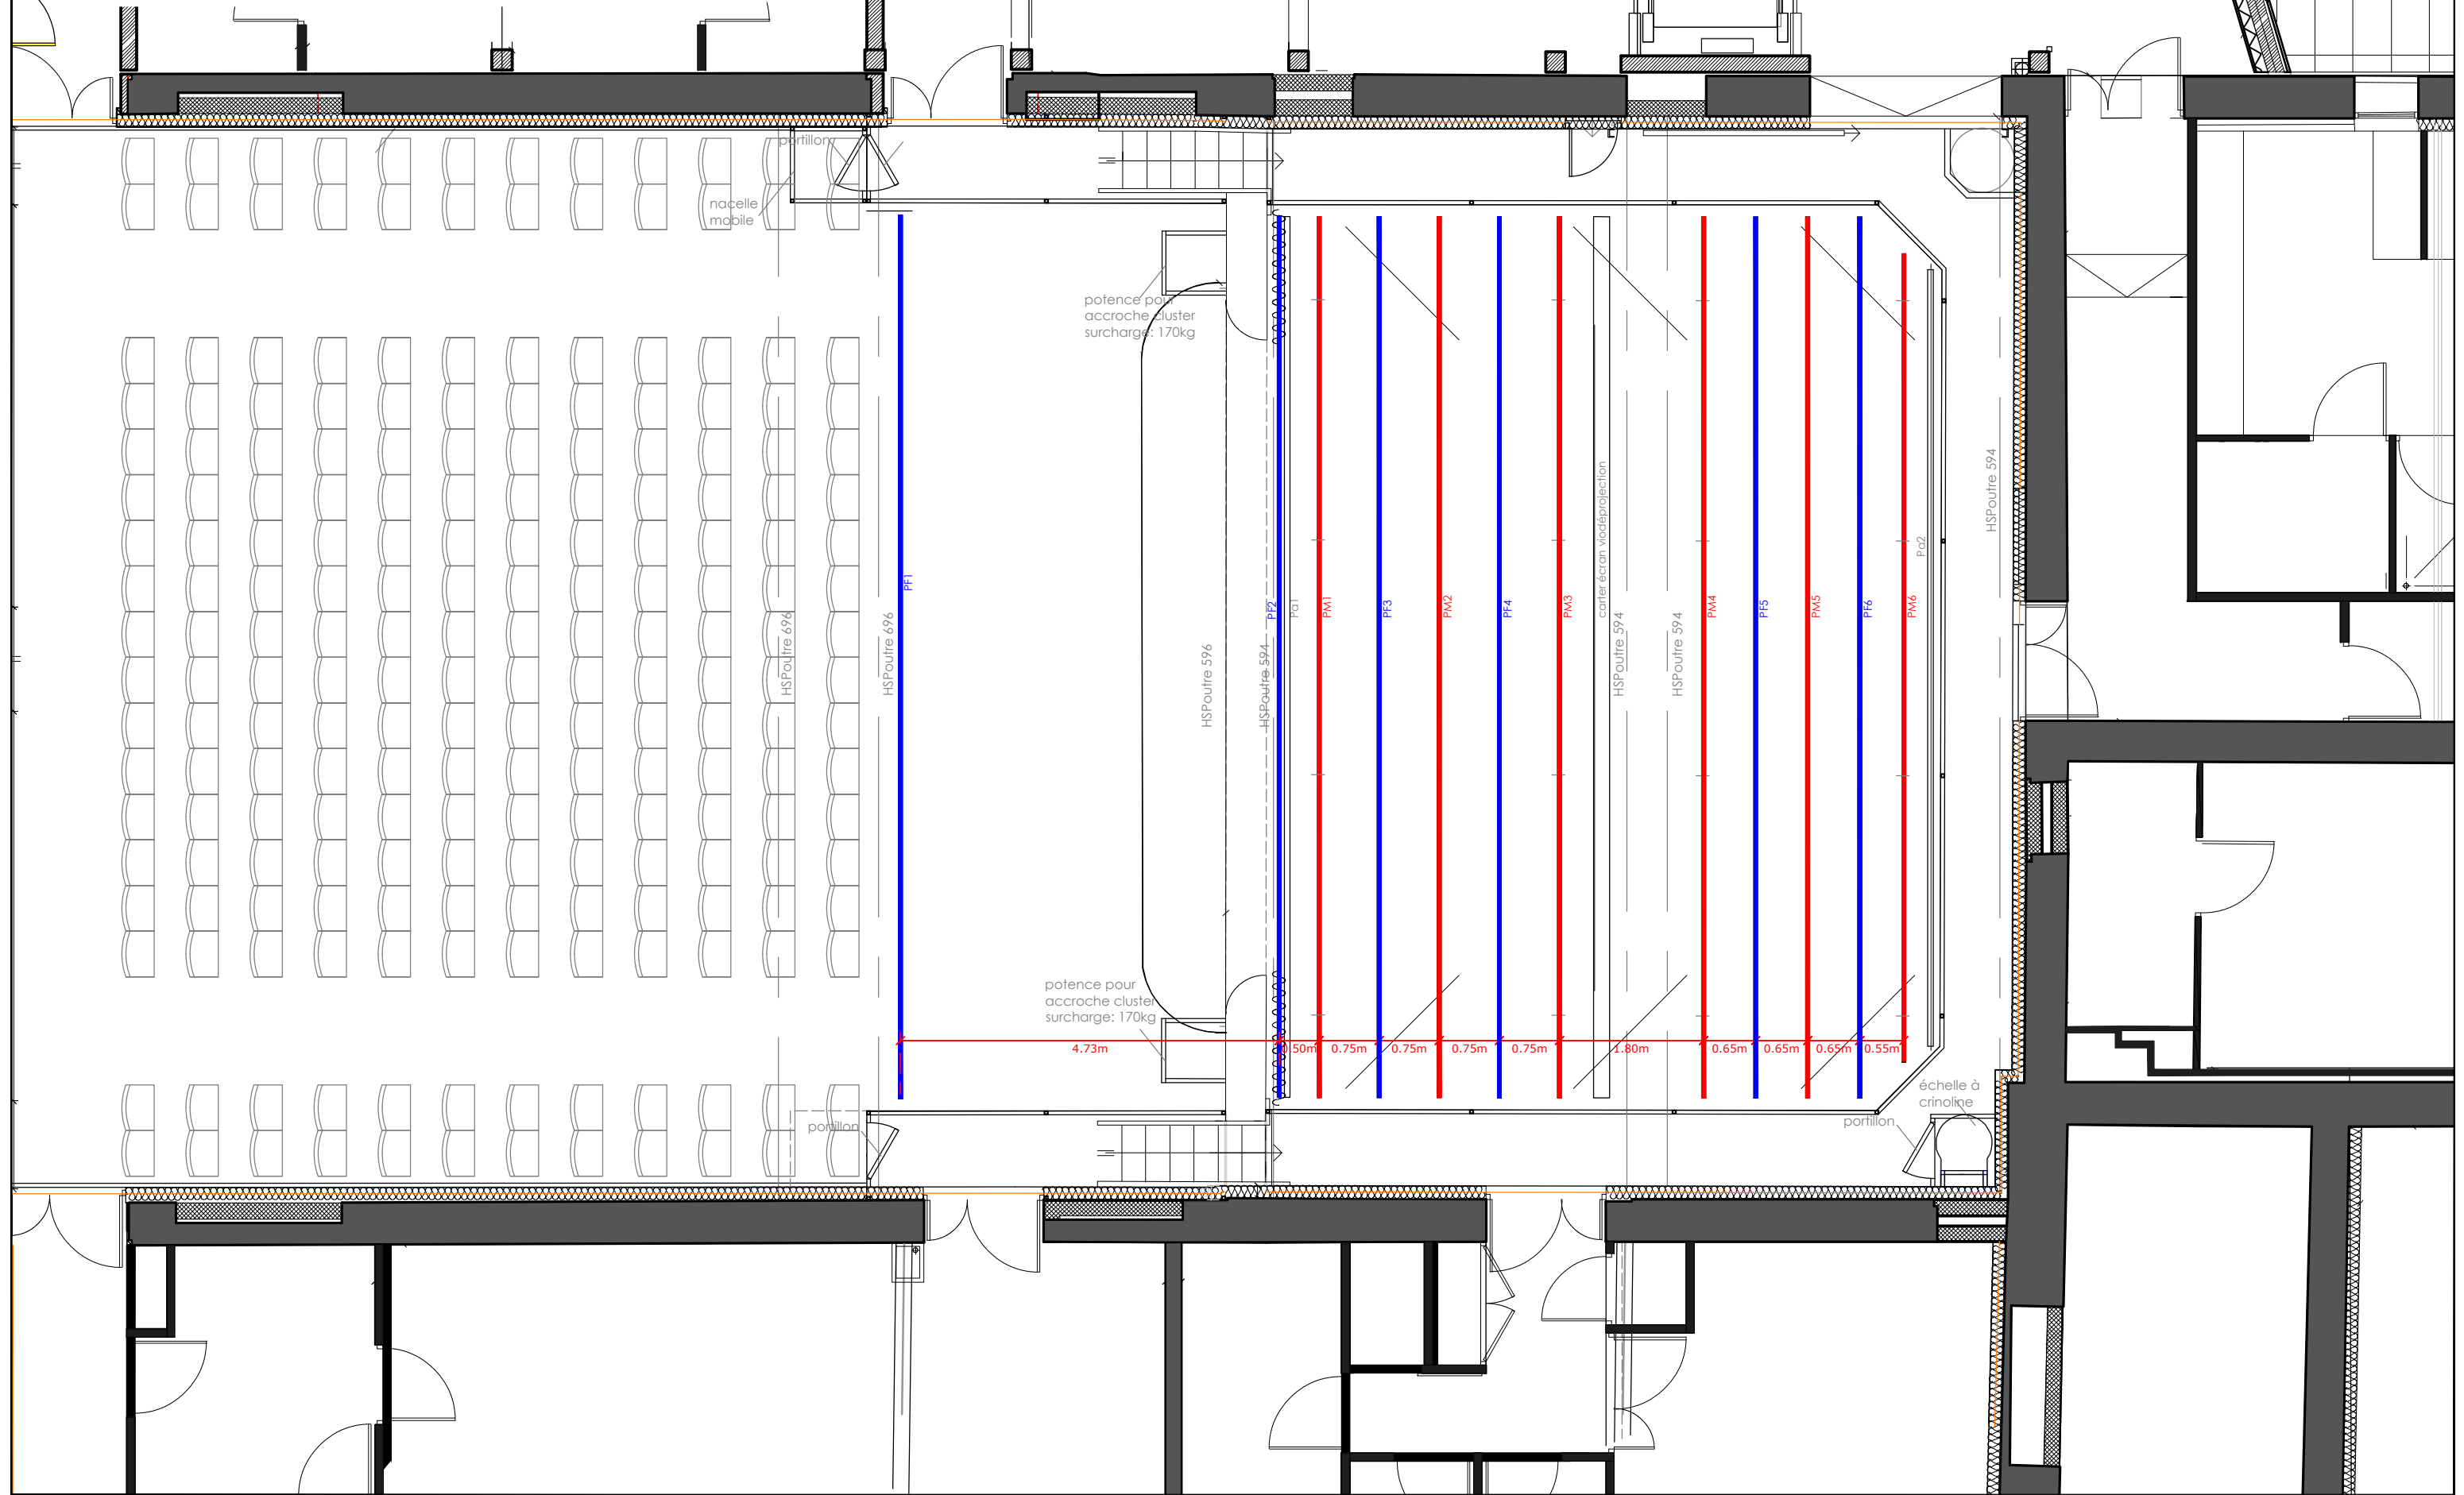 portillon
nacelle
mobile
potence pour
accroche cluster
surcharge: 170kg
HSPoutre 594
carter écran viodéprojection
Pa2
PF1
PF2
Pa1
PM1
PF3
PM2
PF4
PM3
PM4
PF5
PM5
PF6
PM6
HSPoutre 696
HSPoutre 696
HSPoutre 596
HSPoutre 594
HSPoutre 594
HSPoutre 594
potence pour
accroche cluster
surcharge: 170kg
4.73m
0.50m
0.75m
0.75m
0.75m
0.75m
1.80m
0.65m
0.65m
0.65m
0.55m
échelle à
crinoline
portillon
portillon